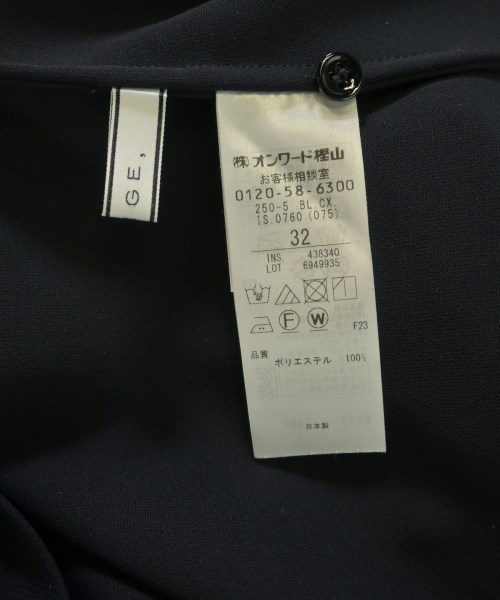 GE,
㈱オンワード樫山
お客様相談室
0120-58-6300
250-5 BL.CX.
IS.0760 (075)
32
INS. 438340
LOT 6949935
F W
F23
品質 ポリエステル 100%
日本製